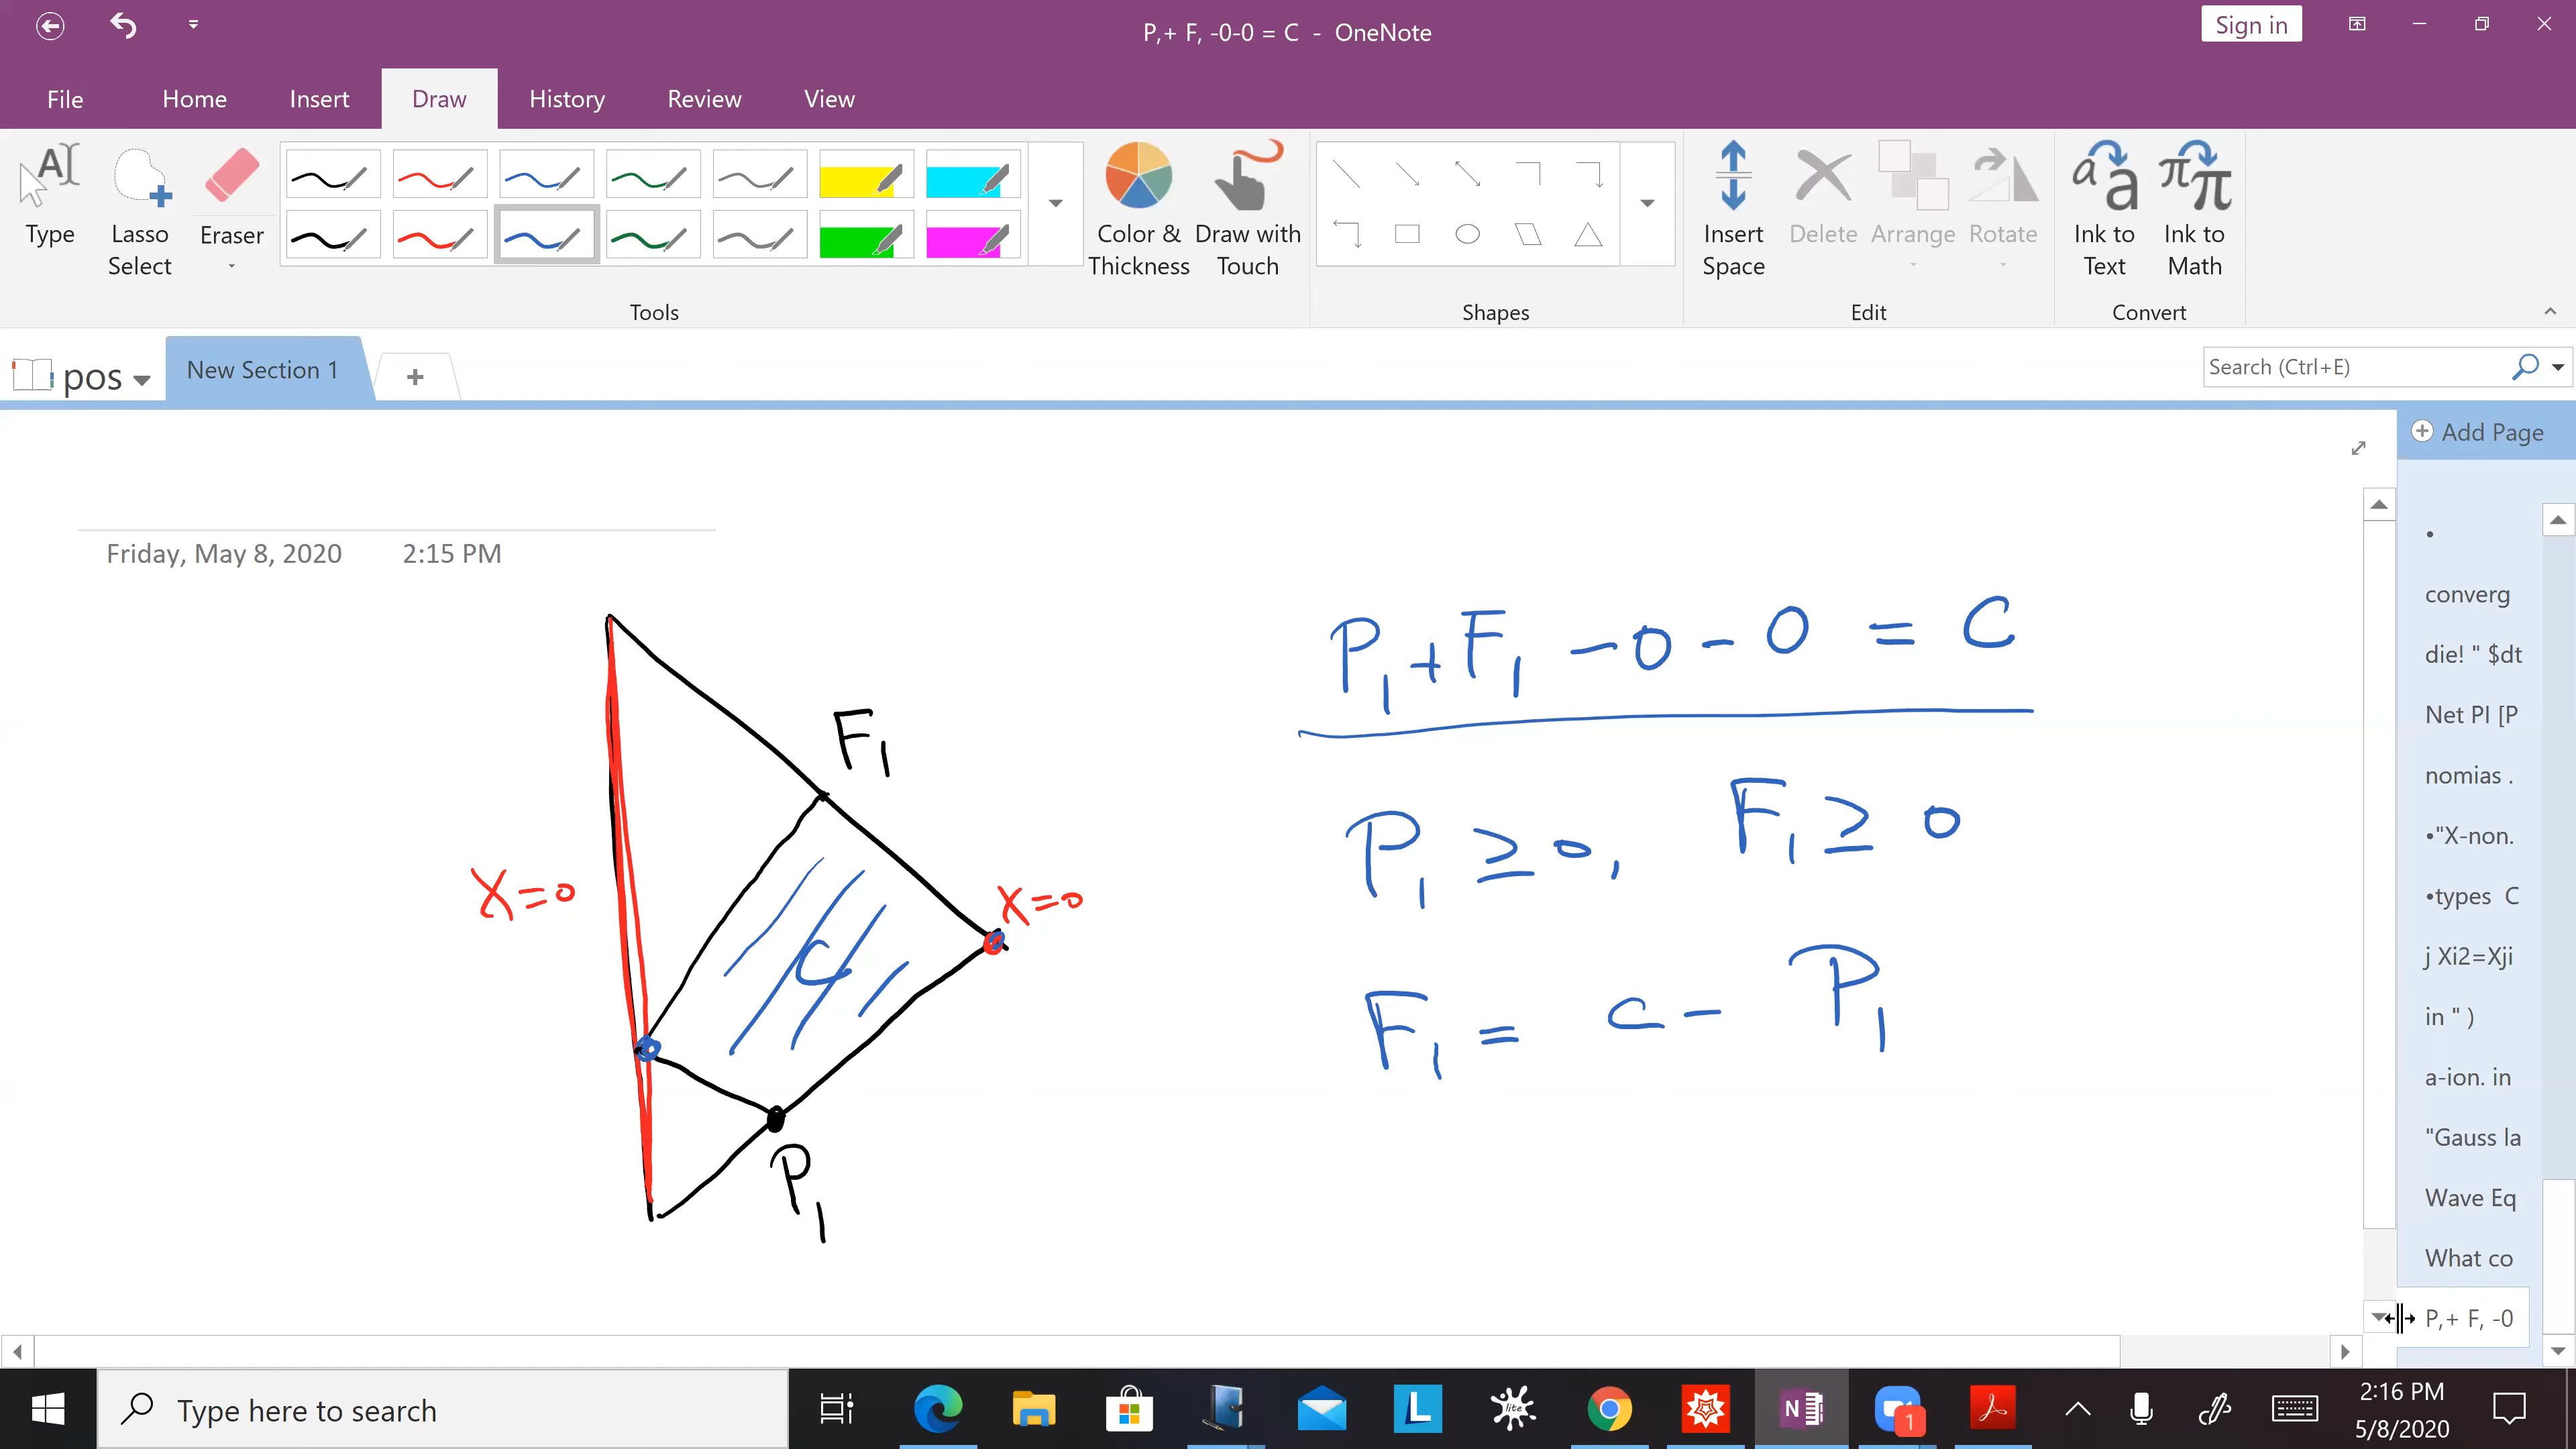 P,+ F, -0-0 = C - OneNote
Sign in
File Home Insert Draw History Review View
Type
Lasso Select
Eraser
Color & Thickness
Draw with Touch
Insert Space
Delete
Arrange
Rotate
Ink to Text
Ink to Math
Tools
Shapes
Edit
Convert
pos
New Section 1
+
Search (Ctrl+E)
Add Page
Friday, May 8, 2020 2:15 PM
F₁
X=0
X=0
C
P₁
P₁ + F₁ - 0 - 0 = C
P₁ ≥ 0, F₁ ≥ 0
F₁ = C - P₁
•
converg
die! " $dt
Net PI [P
nomias .
•"X-non.
•types C
j Xi2=Xji
in " )
a-ion. in
"Gauss la
Wave Eq
What co
P,+ F, -0
Type here to search
L
lite
N
1
2:16 PM
5/8/2020